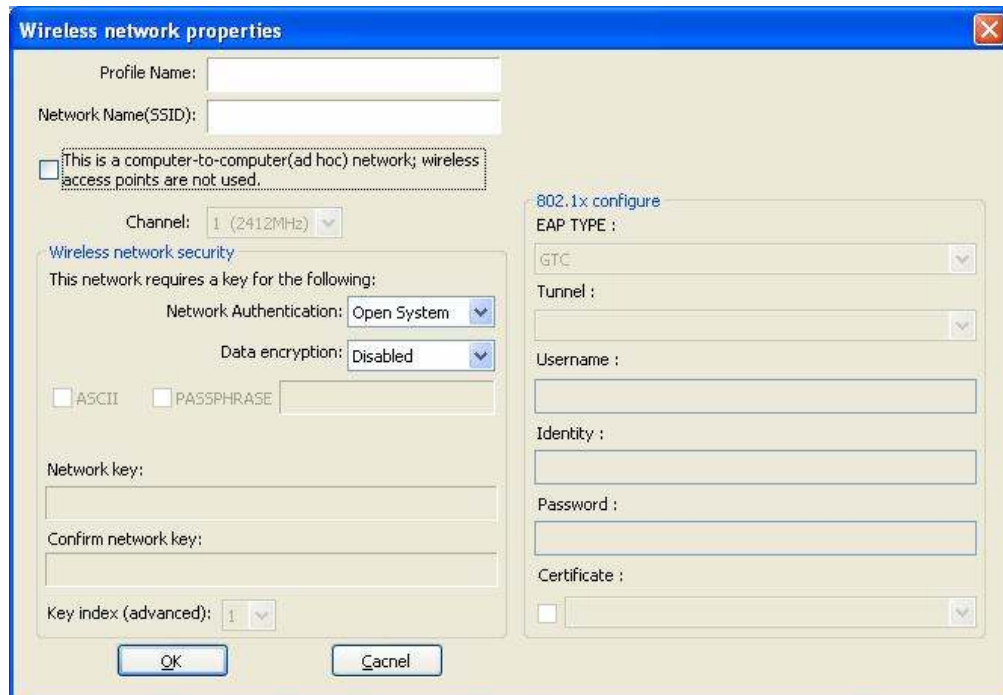 Wireless network properties
Profile Name:
Network Name(SSID):
This is a computer-to-computer(ad hoc) network; wireless
access points are not used.
Channel: 1 (2412MHz)
Wireless network security
This network requires a key for the following:
Network Authentication: Open System
Data encryption: Disabled
ASCII PASSPHRASE
Network key:
Confirm network key:
Key index (advanced): 1
802.1x configure
EAP TYPE :
GTC
Tunnel :
Username :
Identity :
Password :
Certificate :
OK Cacnel